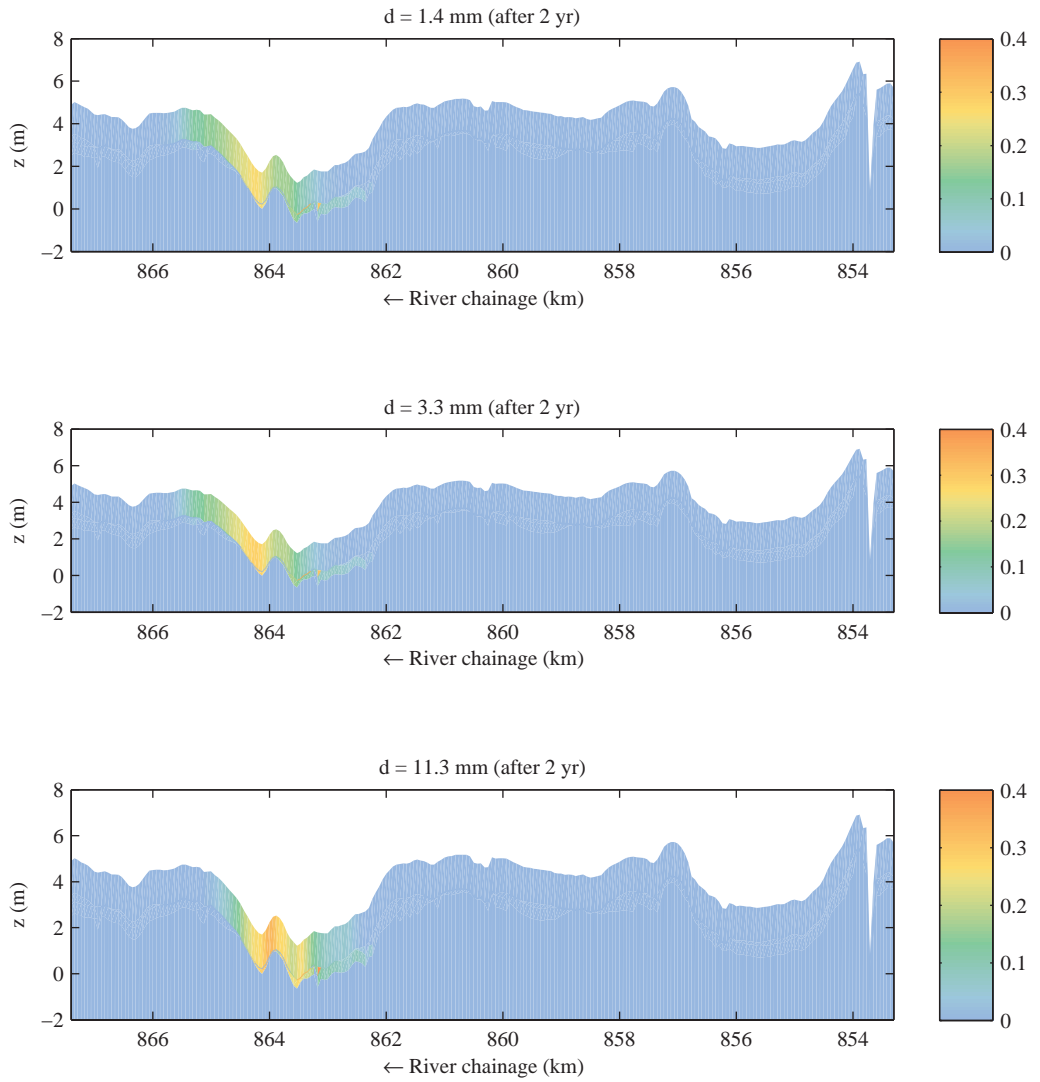 d = 1.4 mm (after 2 yr)
8
6
4
2
0
−2
z (m)
866 864 862 860 858 856 854
← River chainage (km)
0.4
0.3
0.2
0.1
0
d = 3.3 mm (after 2 yr)
8
6
4
2
0
−2
z (m)
866 864 862 860 858 856 854
← River chainage (km)
0.4
0.3
0.2
0.1
0
d = 11.3 mm (after 2 yr)
8
6
4
2
0
−2
z (m)
866 864 862 860 858 856 854
← River chainage (km)
0.4
0.3
0.2
0.1
0